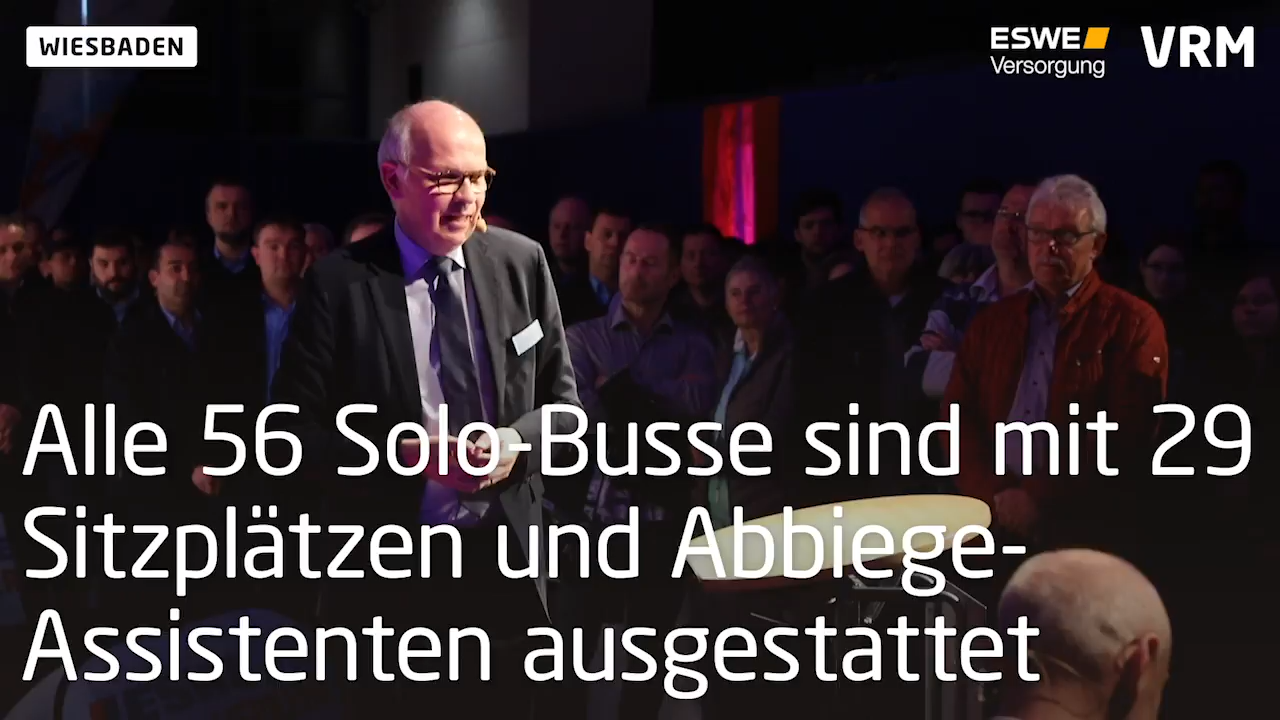 WIESBADEN
ESWE
Versorgung
VRM
Alle 56 Solo-Busse sind mit 29
Sitzplätzen und Abbiege-
Assistenten ausgestattet